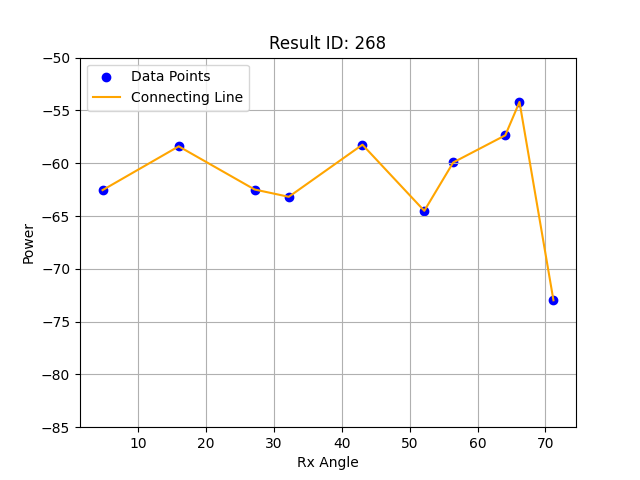 Result ID: 268
Data Points
Connecting Line
Power
−50
−55
−60
−65
−70
−75
−80
−85
10 20 30 40 50 60 70
Rx Angle